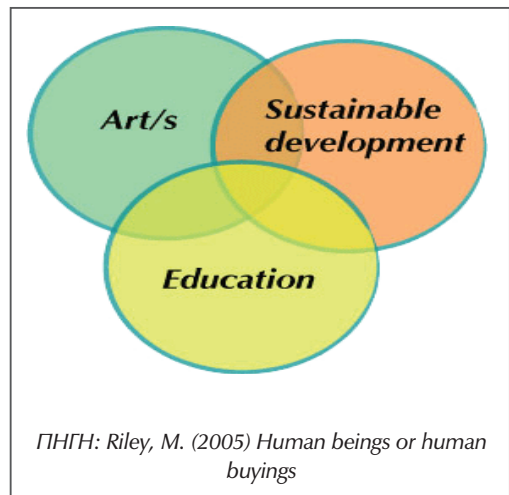 Art/s
Sustainable
development
Education
ΠΗΓΗ: Riley, M. (2005) Human beings or human
buyings